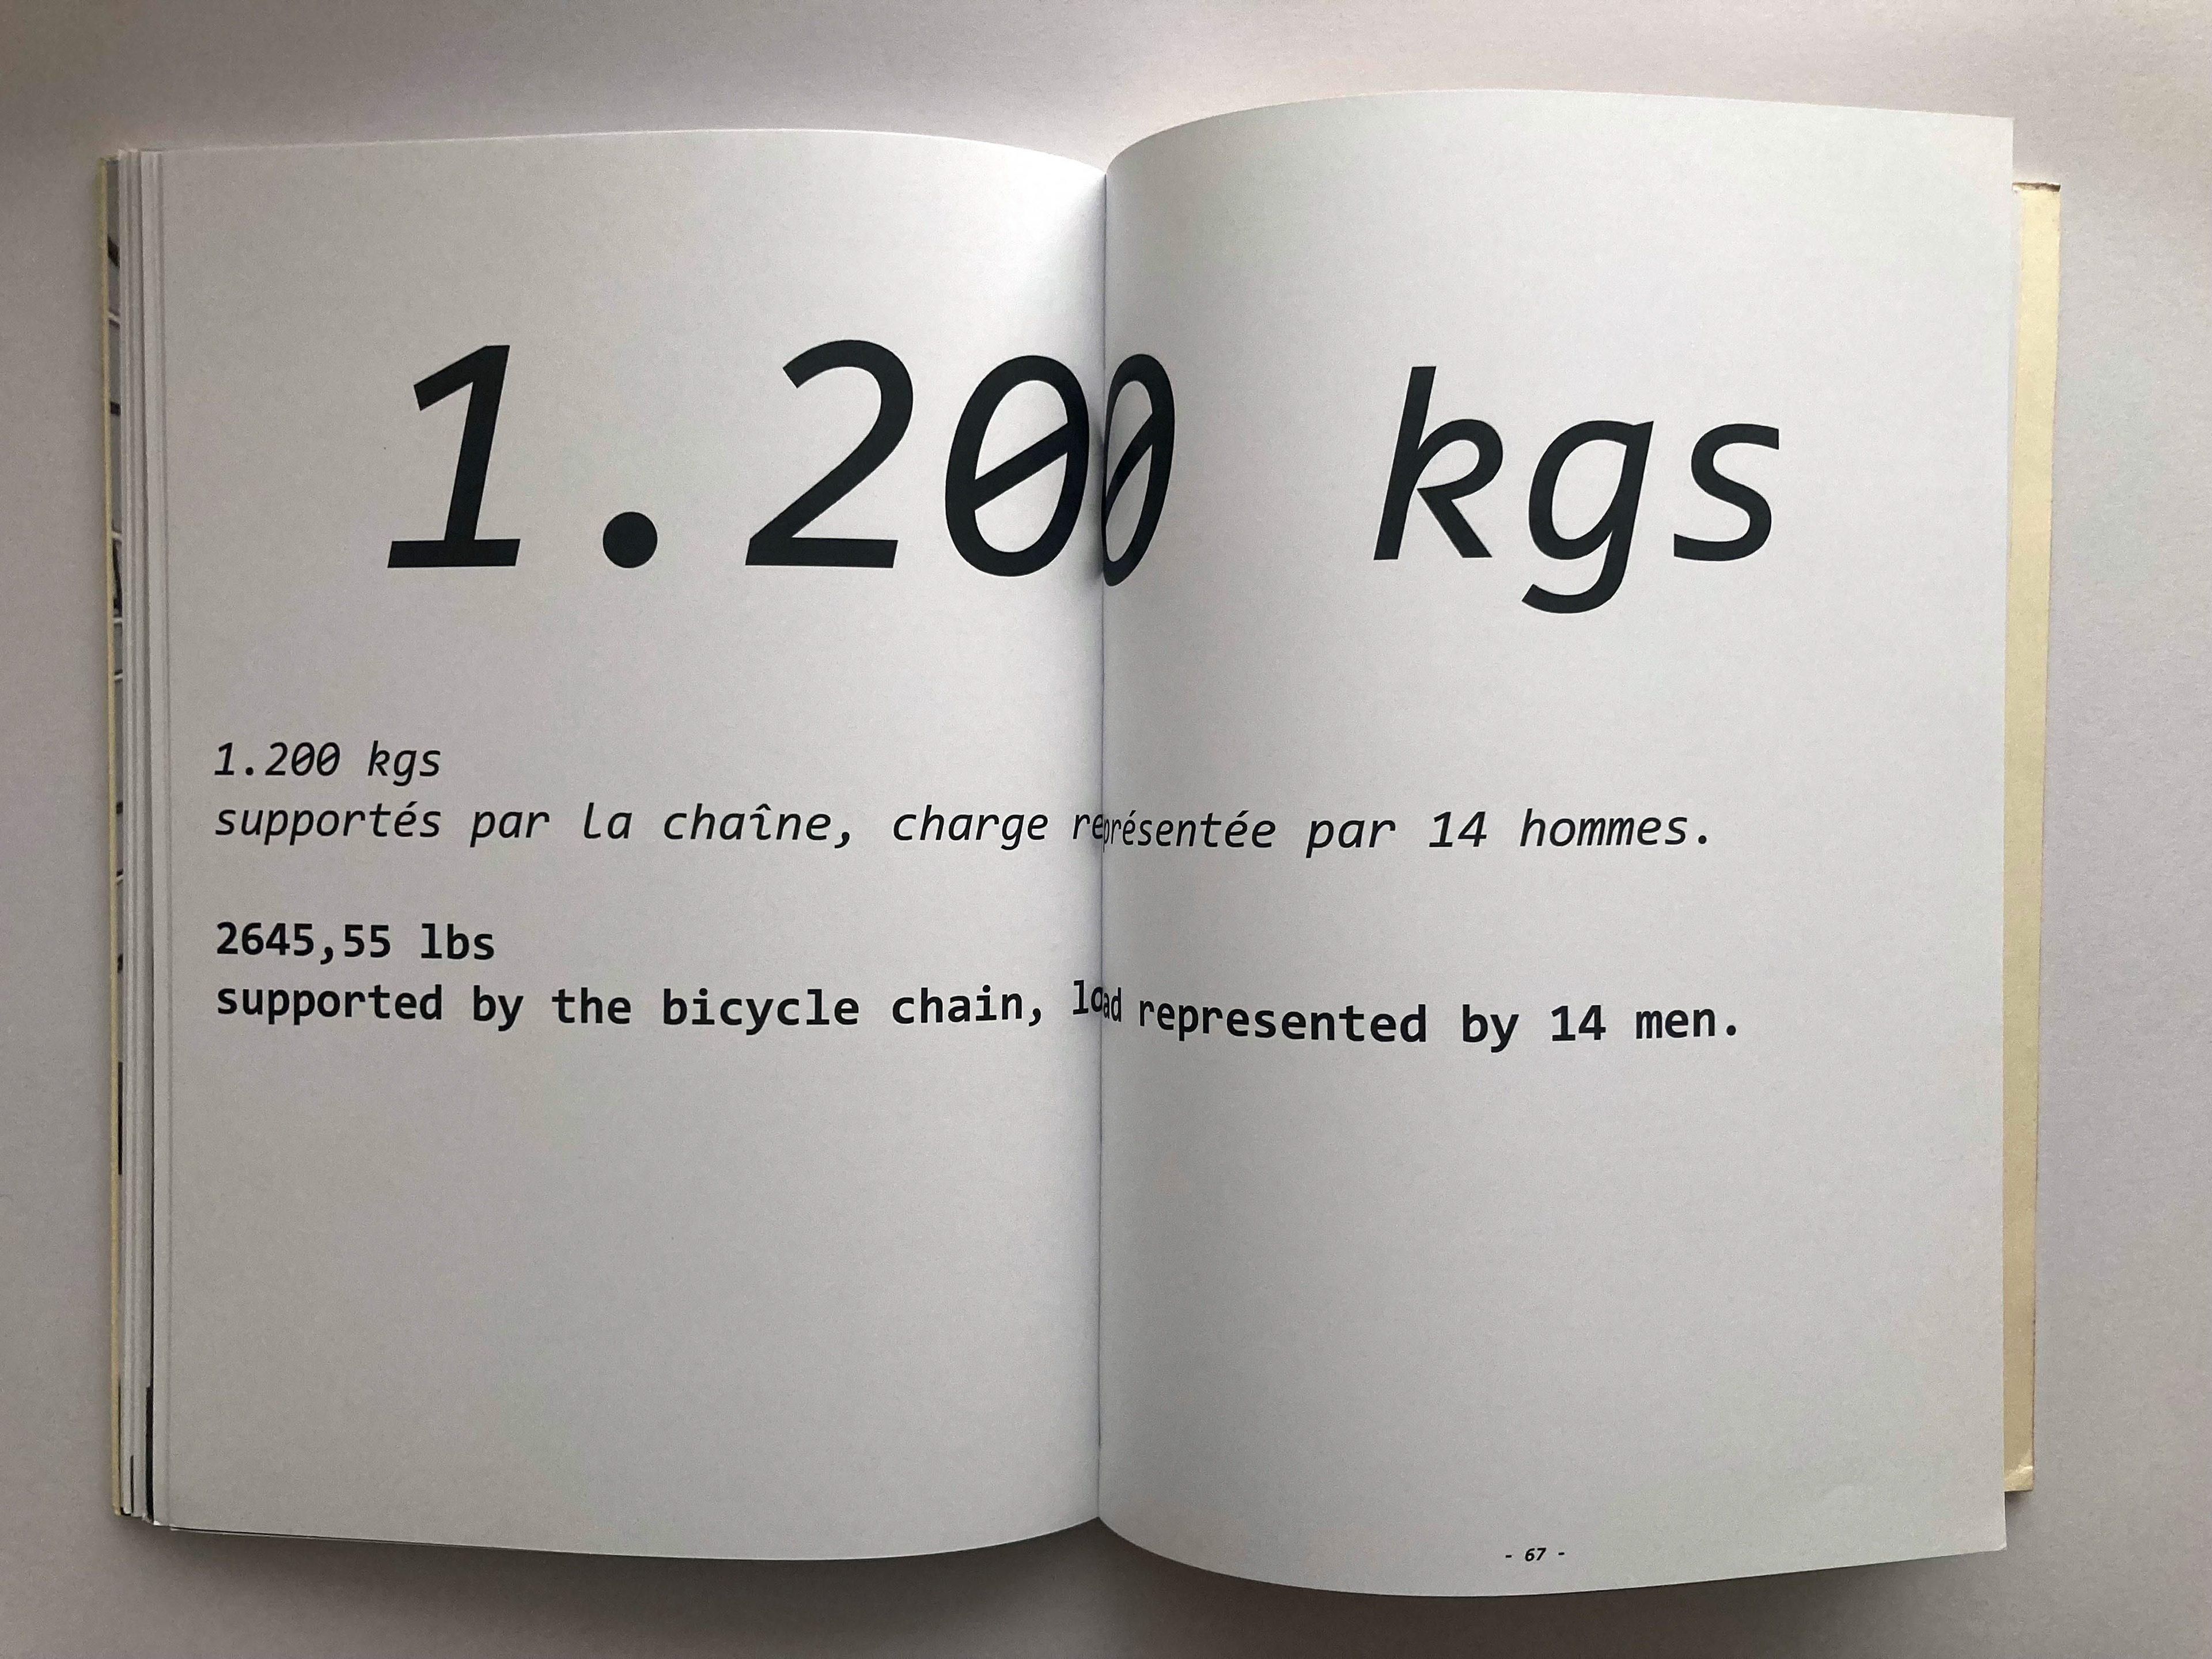 1.200 kgs
1.200 kgs
supportés par la chaîne, charge représentée par 14 hommes.
2645,55 lbs
supported by the bicycle chain, load represented by 14 men.
- 67 -